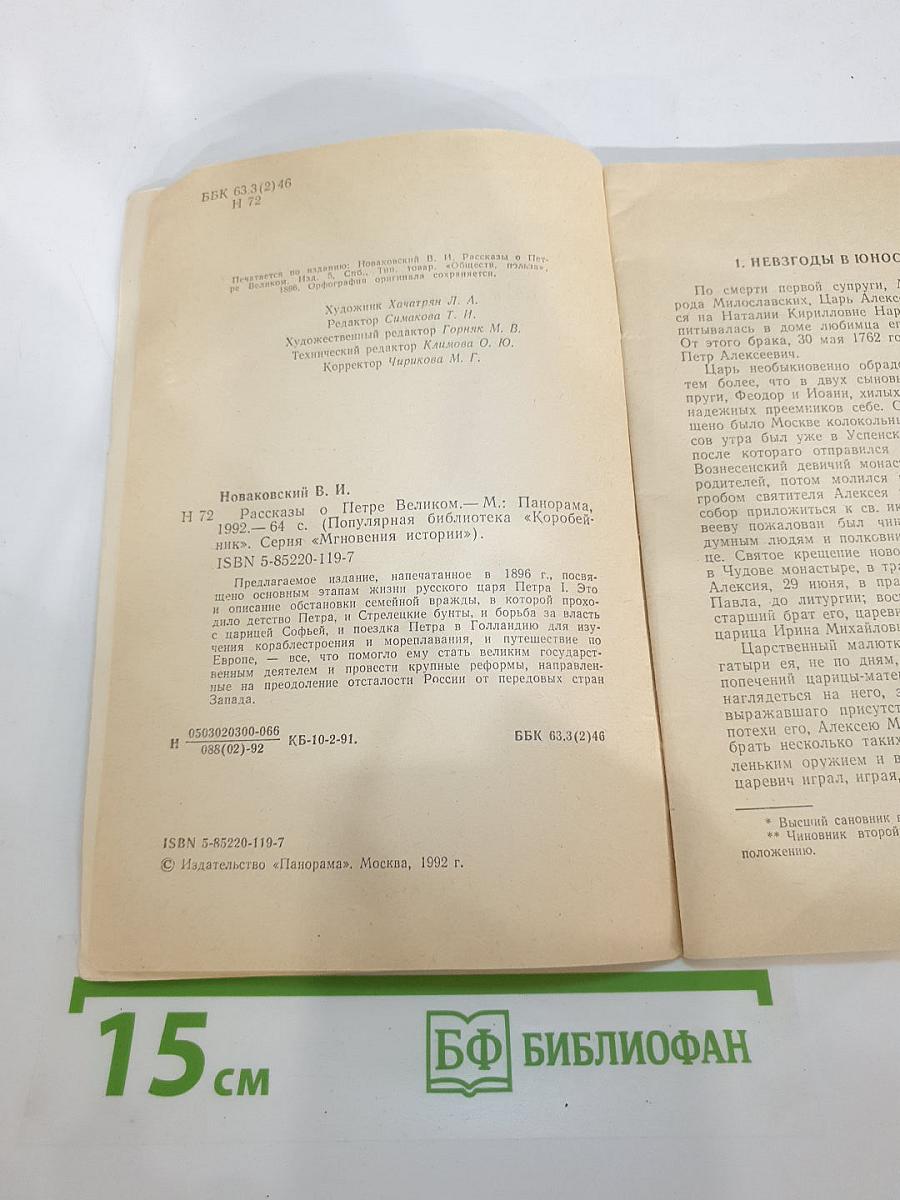 ББК 63.3(2)46
Н 72
Печатается по изданию: Новаковский В. И. Рассказы о Пет-
ре Великом. Изд. 5, Спб., Тип. товар. «Обществ. польза»,
1896. Орфография оригинала сохраняется.
Художник Хачатрян Л. А.
Редактор Симакова Т. И.
Художественный редактор Горняк М. В.
Технический редактор Климова О. Ю.
Корректор Чирикова М. Г.
Новаковский В. И.
Н 72 Рассказы о Петре Великом.— М.: Панорама,
1992.— 64 с. (Популярная библиотека «Коробей-
ник». Серия «Мгновения истории»).
ISBN 5-85220-119-7
Предлагаемое издание, напечатанное в 1896 г., посвя-
щено основным этапам жизни русского царя Петра I. Это
и описание обстановки семейной вражды, в которой прохо-
дило детство Петра, и Стрелецкие бунты, и борьба за власть
с царицей Софьей, и поездка Петра в Голландию для изу-
чения кораблестроения и мореплавания, и путешествие по
Европе, — все, что помогло ему стать великим государст-
венным деятелем и провести крупные реформы, направлен-
ные на преодоление отсталости России от передовых стран
Запада.
Н 0503020300-066 КБ-10-2-91. ББК 63.3(2)46
088(02)-92
ISBN 5-85220-119-7
© Издательство «Панорама». Москва, 1992 г.
1. НЕВЗГОДЫ В ЮНОС
По смерти первой супруги, М
рода Милославских, Царь Алекс
ся на Наталии Кирилловне Нар
питывалась в доме любимца ег
От этого брака, 30 мая 1762 го
Петр Алексеевич.
Царь необыкновенно обрадо
тем более, что в двух сыновь
пруги, Феодор и Иоанн, хилых
надежных преемников себе. С
щено было Москве колокольны
сов утра был уже в Успенск
после котораго отправился
Вознесенский девичий монаст
родителей, потом молился
гробом святителя Алексея
собор приложиться к св. ик
вееву пожалован был чин
думным людям и полковни
це. Святое крещение ново
в Чудове монастыре, в тра
Алексия, 29 июня, в пра
Павла, до литургии; вос
старший брат его, цареви
царица Ирина Михайлов
Царственный малютк
гатыри ея, не по дням,
попечений царицы-мате
наглядеться на него, з
выражавшаго присутст
потехи его, Алексею М
брать несколько таких
леньким оружием и в
царевич играл, играя,
* Высший сановник в
** Чиновник второй
положению.
15 см
БФ БИБЛИОФАН